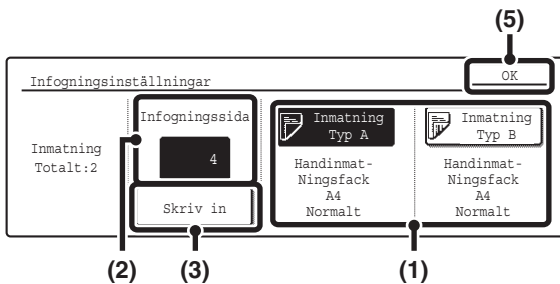 (5)
Infogningsinställningar
OK
Inmatning
Totalt:2
Infogningssida
4
Skriv in
Inmatning
Typ A
Handinmat-
Ningsfack
A4
Normalt
Inmatning
Typ B
Handinmat-
Ningsfack
A4
Normalt
(2)
(3)
(1)